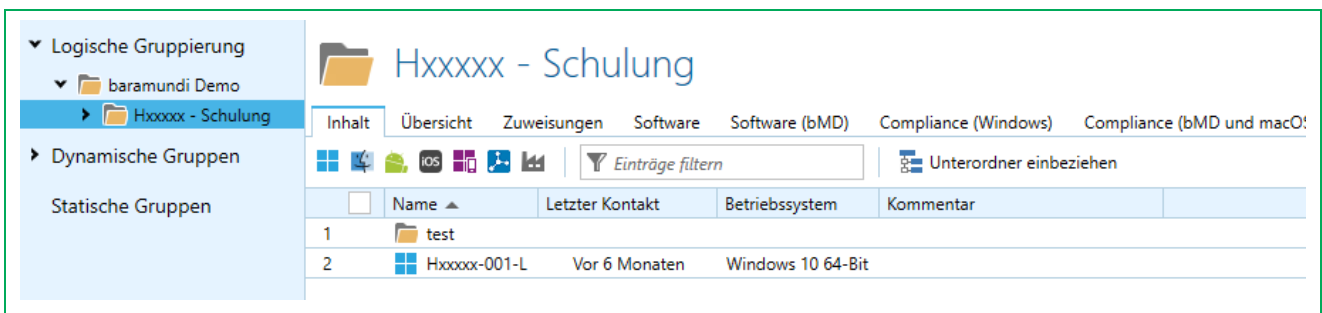 Logische Gruppierung
baramundi Demo
Hxxxxx - Schulung
Dynamische Gruppen
Statische Gruppen
Hxxxxx - Schulung
Inhalt Übersicht Zuweisungen Software Software (bMD) Compliance (Windows) Compliance (bMD und macOS
iOS Einträge filtern Unterordner einbeziehen
Name Letzter Kontakt Betriebssystem Kommentar
1 test
2 Hxxxxx-001-L Vor 6 Monaten Windows 10 64-Bit